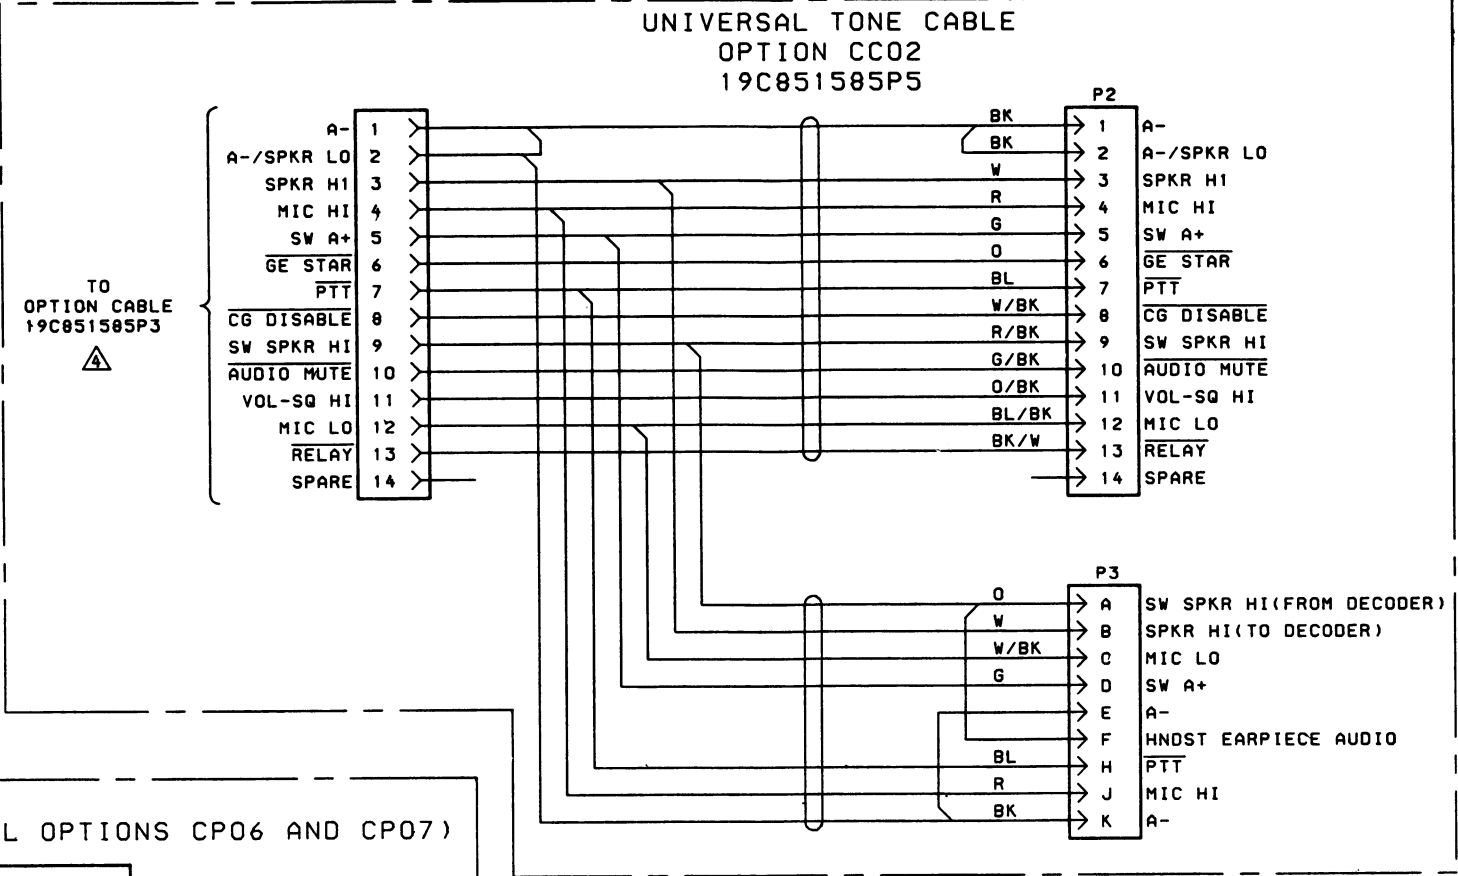 UNIVERSAL TONE CABLE
OPTION CC02
19C851585P5
TO
OPTION CABLE
19C851585P3
4
A- 1
A-/SPKR LO 2
SPKR H1 3
MIC HI 4
SW A+ 5
GE STAR 6
PTT 7
CG DISABLE 8
SW SPKR HI 9
AUDIO MUTE 10
VOL-SQ HI 11
MIC LO 12
RELAY 13
SPARE 14
P2
BK 1 A-
BK 2 A-/SPKR LO
W 3 SPKR H1
R 4 MIC HI
G 5 SW A+
O 6 GE STAR
BL 7 PTT
W/BK 8 CG DISABLE
R/BK 9 SW SPKR HI
G/BK 10 AUDIO MUTE
O/BK 11 VOL-SQ HI
BL/BK 12 MIC LO
BK/W 13 RELAY
14 SPARE
P3
O A SW SPKR HI(FROM DECODER)
W B SPKR HI(TO DECODER)
W/BK C MIC LO
G D SW A+
E A-
F HNDST EARPIECE AUDIO
BL H PTT
R J MIC HI
BK K A-
L OPTIONS CP06 AND CP07)